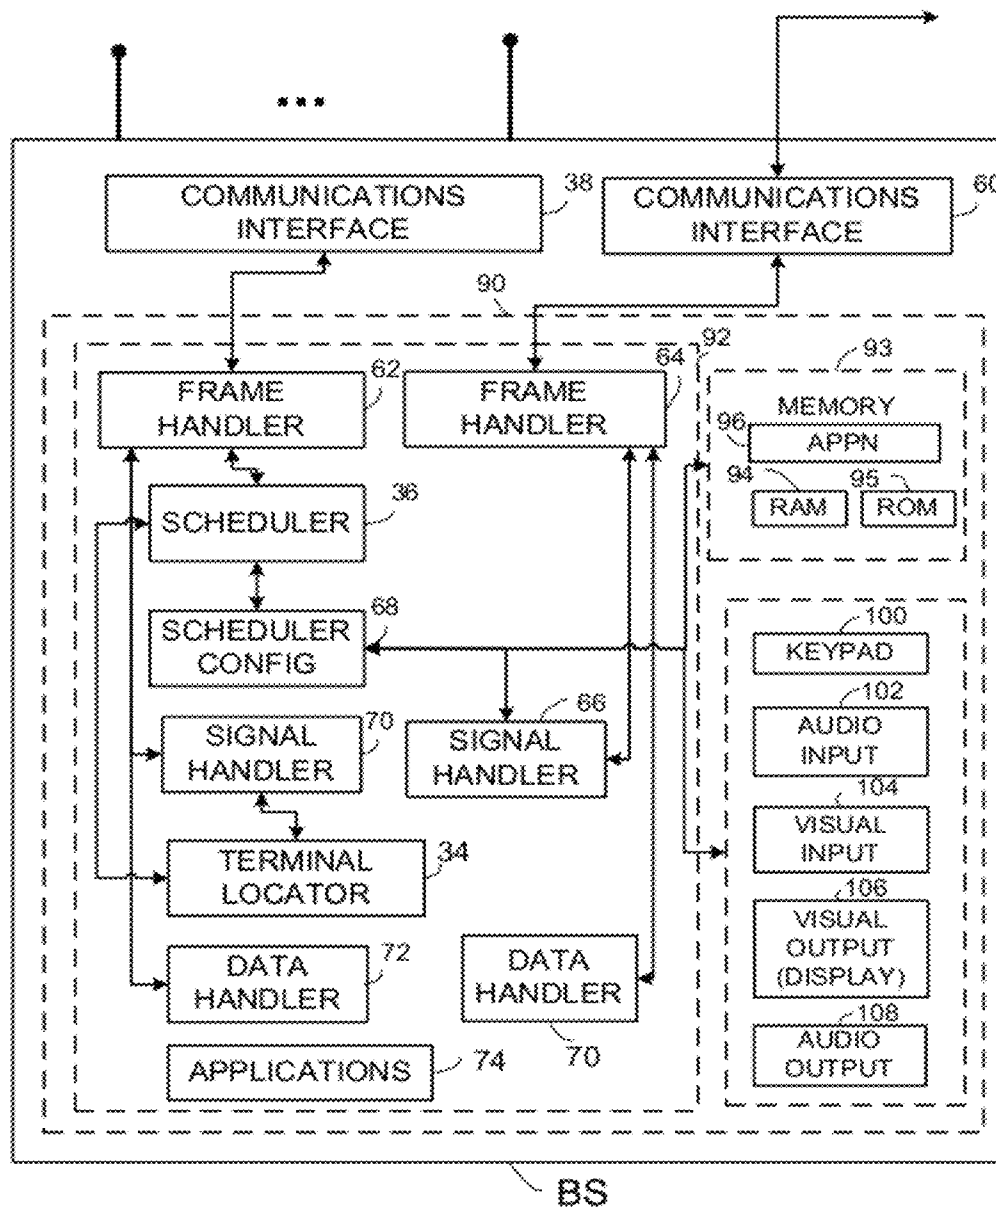 ...
COMMUNICATIONS
INTERFACE
38
COMMUNICATIONS
INTERFACE
60
90
92
FRAME
HANDLER
62
FRAME
HANDLER
64
93
MEMORY
96
APPN
94
RAM
95
ROM
SCHEDULER
36
SCHEDULER
CONFIG
68
SIGNAL
HANDLER
70
SIGNAL
HANDLER
66
TERMINAL
LOCATOR
34
DATA
HANDLER
72
DATA
HANDLER
70
APPLICATIONS
74
100
KEYPAD
102
AUDIO
INPUT
104
VISUAL
INPUT
106
VISUAL
OUTPUT
(DISPLAY)
108
AUDIO
OUTPUT
BS